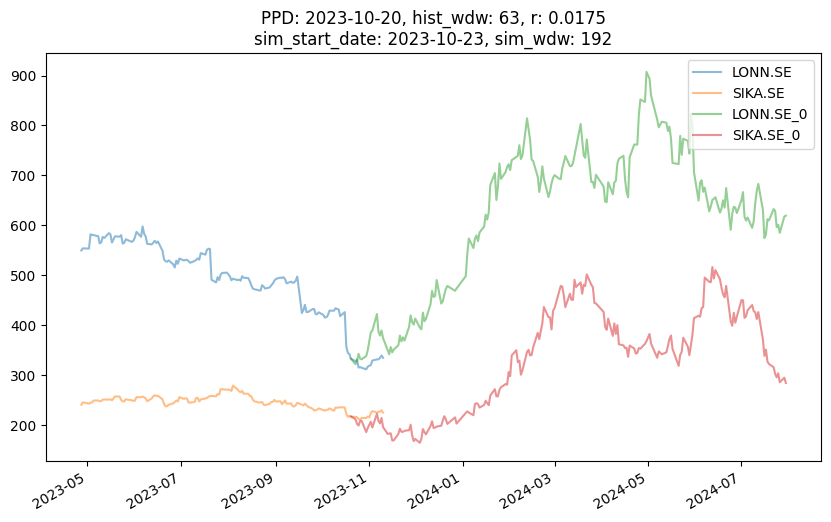 PPD: 2023-10-20, hist_wdw: 63, r: 0.0175
sim_start_date: 2023-10-23, sim_wdw: 192
LONN.SE
SIKA.SE
LONN.SE_0
SIKA.SE_0
900
800
700
600
500
400
300
200
2023-05
2023-07
2023-09
2023-11
2024-01
2024-03
2024-05
2024-07